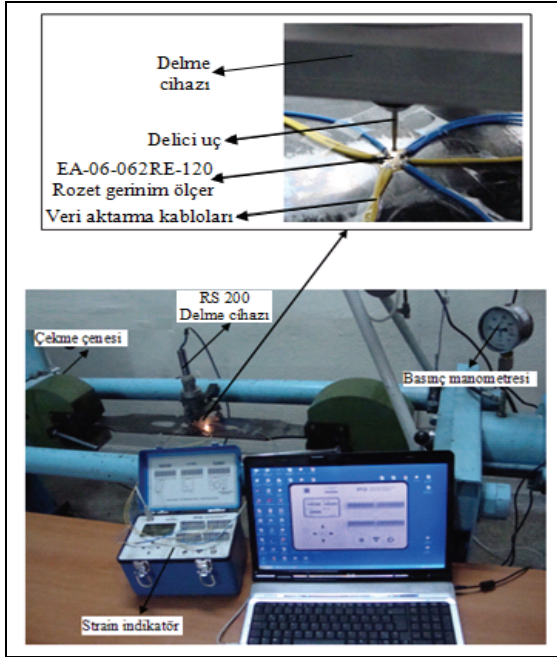 Delme
cihazı
Delici uç
EA-06-062RE-120
Rozet gerinim ölçer
Veri aktarma kabloları
RS 200
Delme cihazı
Çekme çenesi
Basınç manometresi
Strain indikatör